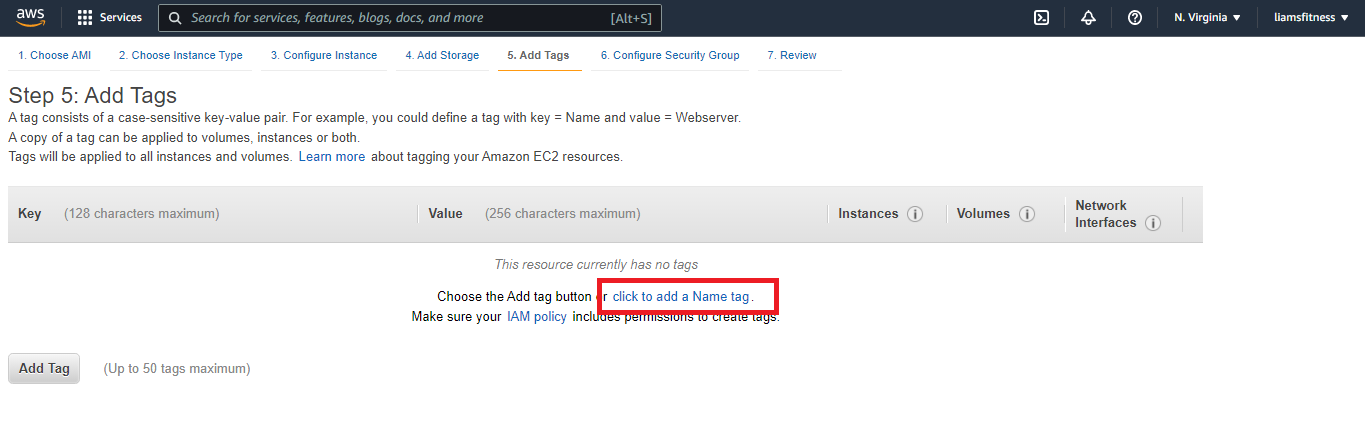 aws
Services
Search for services, features, blogs, docs, and more
[Alt+S]
N. Virginia
liamsfitness
1. Choose AMI
2. Choose Instance Type
3. Configure Instance
4. Add Storage
5. Add Tags
6. Configure Security Group
7. Review
Step 5: Add Tags
A tag consists of a case-sensitive key-value pair. For example, you could define a tag with key = Name and value = Webserver.
A copy of a tag can be applied to volumes, instances or both.
Tags will be applied to all instances and volumes. Learn more about tagging your Amazon EC2 resources.
Key (128 characters maximum)
Value (256 characters maximum)
Instances
Volumes
Network
Interfaces
This resource currently has no tags
Choose the Add tag button or click to add a Name tag.
Make sure your IAM policy includes permissions to create tags.
Add Tag
(Up to 50 tags maximum)